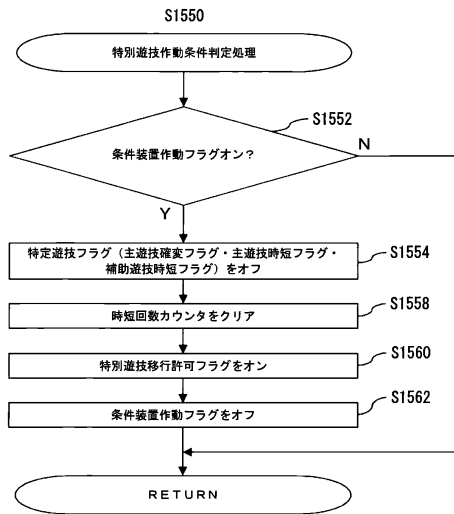 S1550
特別遊技作動条件判定処理
S1552
条件装置作動フラグオン?
N
Y
特定遊技フラグ(主遊技確変フラグ・主遊技時短フラグ・
補助遊技時短フラグ)をオフ
S1554
時短回数カウンタをクリア
S1558
特別遊技移行許可フラグをオン
S1560
条件装置作動フラグをオフ
S1562
RETURN